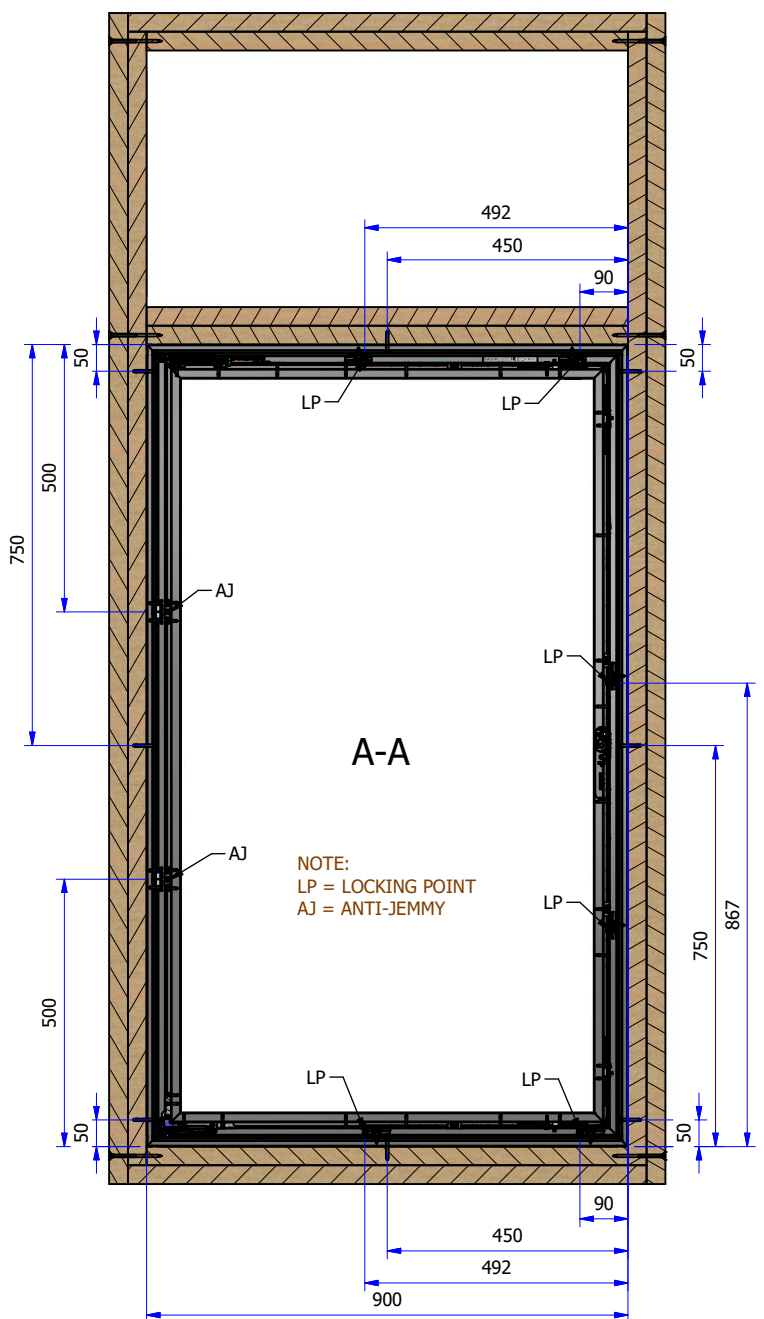 492
450
90
50
50
LP
LP
500
750
AJ
LP
A-A
AJ
NOTE:
LP = LOCKING POINT
AJ = ANTI-JEMMY
LP
867
750
500
LP
LP
50
50
90
450
492
900